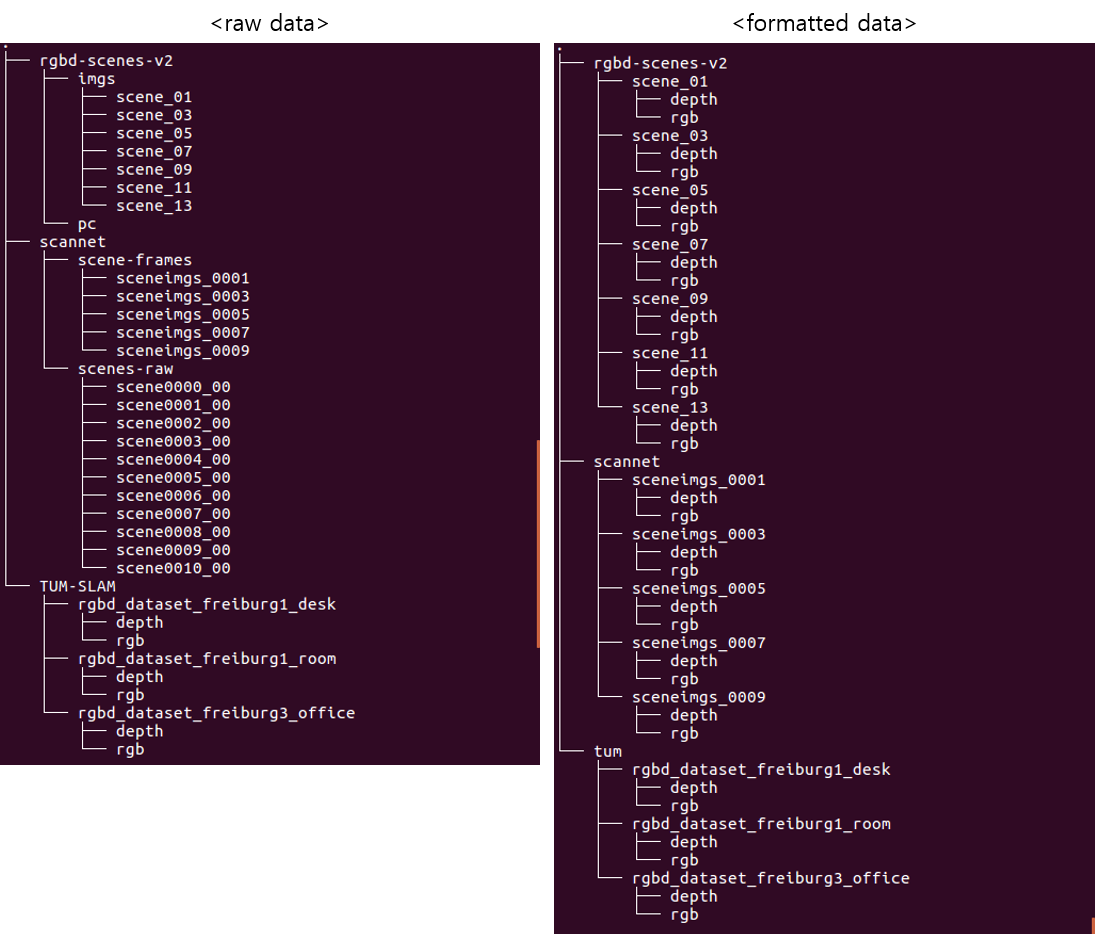 <raw data>
.
├── rgbd-scenes-v2
│   ├── imgs
│   │   ├── scene_01
│   │   ├── scene_03
│   │   ├── scene_05
│   │   ├── scene_07
│   │   ├── scene_09
│   │   ├── scene_11
│   │   └── scene_13
│   └── pc
├── scannet
│   ├── scene-frames
│   │   ├── sceneimgs_0001
│   │   ├── sceneimgs_0003
│   │   ├── sceneimgs_0005
│   │   ├── sceneimgs_0007
│   │   └── sceneimgs_0009
│   └── scenes-raw
│       ├── scene0000_00
│       ├── scene0001_00
│       ├── scene0002_00
│       ├── scene0003_00
│       ├── scene0004_00
│       ├── scene0005_00
│       ├── scene0006_00
│       ├── scene0007_00
│       ├── scene0008_00
│       ├── scene0009_00
│       └── scene0010_00
└── TUM-SLAM
    ├── rgbd_dataset_freiburg1_desk
    │   ├── depth
    │   └── rgb
    ├── rgbd_dataset_freiburg1_room
    │   ├── depth
    │   └── rgb
    └── rgbd_dataset_freiburg3_office
        ├── depth
        └── rgb
<formatted data>
.
├── rgbd-scenes-v2
│   ├── scene_01
│   │   ├── depth
│   │   └── rgb
│   ├── scene_03
│   │   ├── depth
│   │   └── rgb
│   ├── scene_05
│   │   ├── depth
│   │   └── rgb
│   ├── scene_07
│   │   ├── depth
│   │   └── rgb
│   ├── scene_09
│   │   ├── depth
│   │   └── rgb
│   ├── scene_11
│   │   ├── depth
│   │   └── rgb
│   └── scene_13
│       ├── depth
│       └── rgb
├── scannet
│   ├── sceneimgs_0001
│   │   ├── depth
│   │   └── rgb
│   ├── sceneimgs_0003
│   │   ├── depth
│   │   └── rgb
│   ├── sceneimgs_0005
│   │   ├── depth
│   │   └── rgb
│   ├── sceneimgs_0007
│   │   ├── depth
│   │   └── rgb
│   └── sceneimgs_0009
│       ├── depth
│       └── rgb
└── tum
    ├── rgbd_dataset_freiburg1_desk
    │   ├── depth
    │   └── rgb
    ├── rgbd_dataset_freiburg1_room
    │   ├── depth
    │   └── rgb
    └── rgbd_dataset_freiburg3_office
        ├── depth
        └── rgb